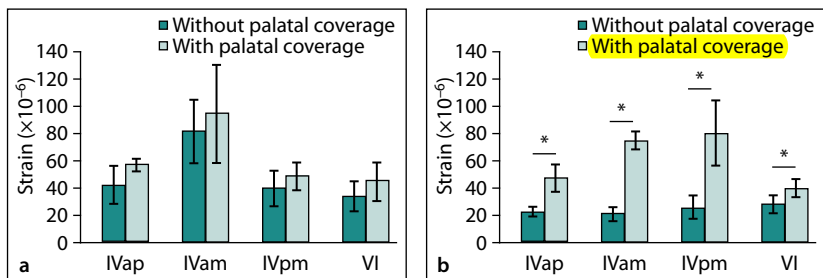 Without palatal coverage
With palatal coverage
Strain (×10⁻⁶)
140
120
100
80
60
40
20
0
IVap IVam IVpm VI
a
Without palatal coverage
With palatal coverage
Strain (×10⁻⁶)
140
120
100
80
60
40
20
0
* * * *
IVap IVam IVpm VI
b